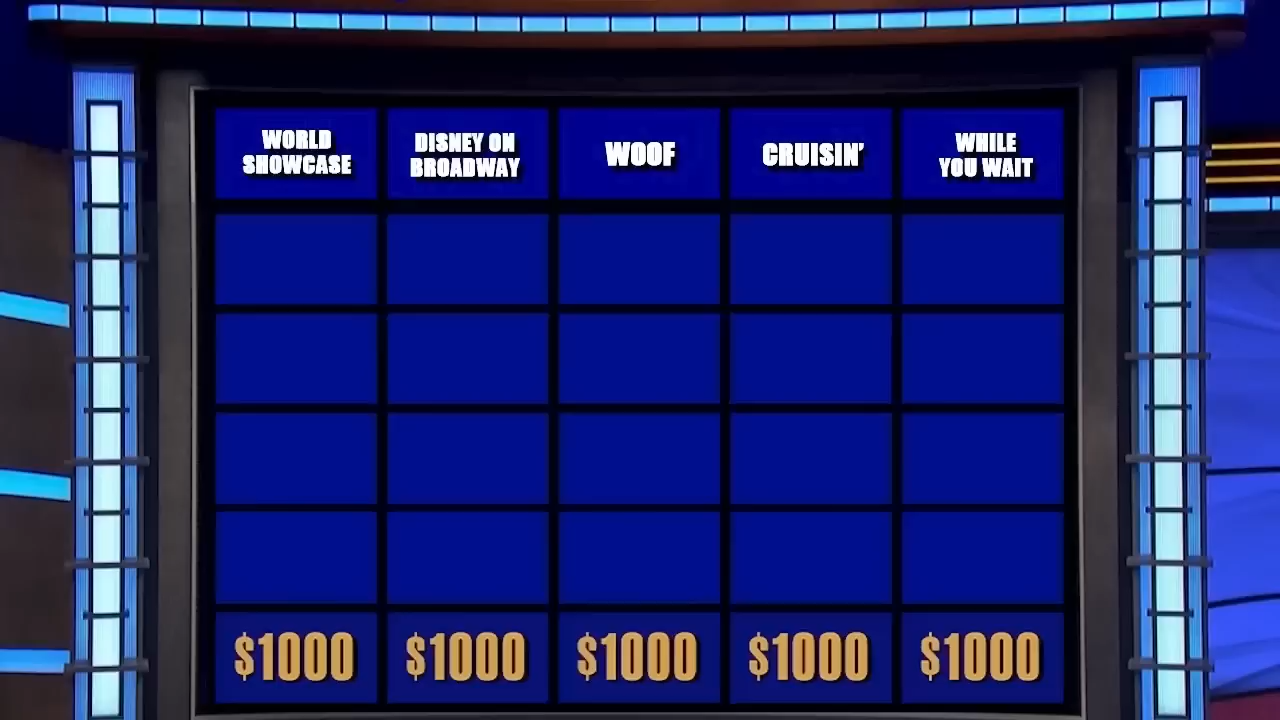 WORLD
SHOWCASE
DISNEY ON
BROADWAY
WOOF
CRUISIN'
WHILE
YOU WAIT
$1000
$1000
$1000
$1000
$1000